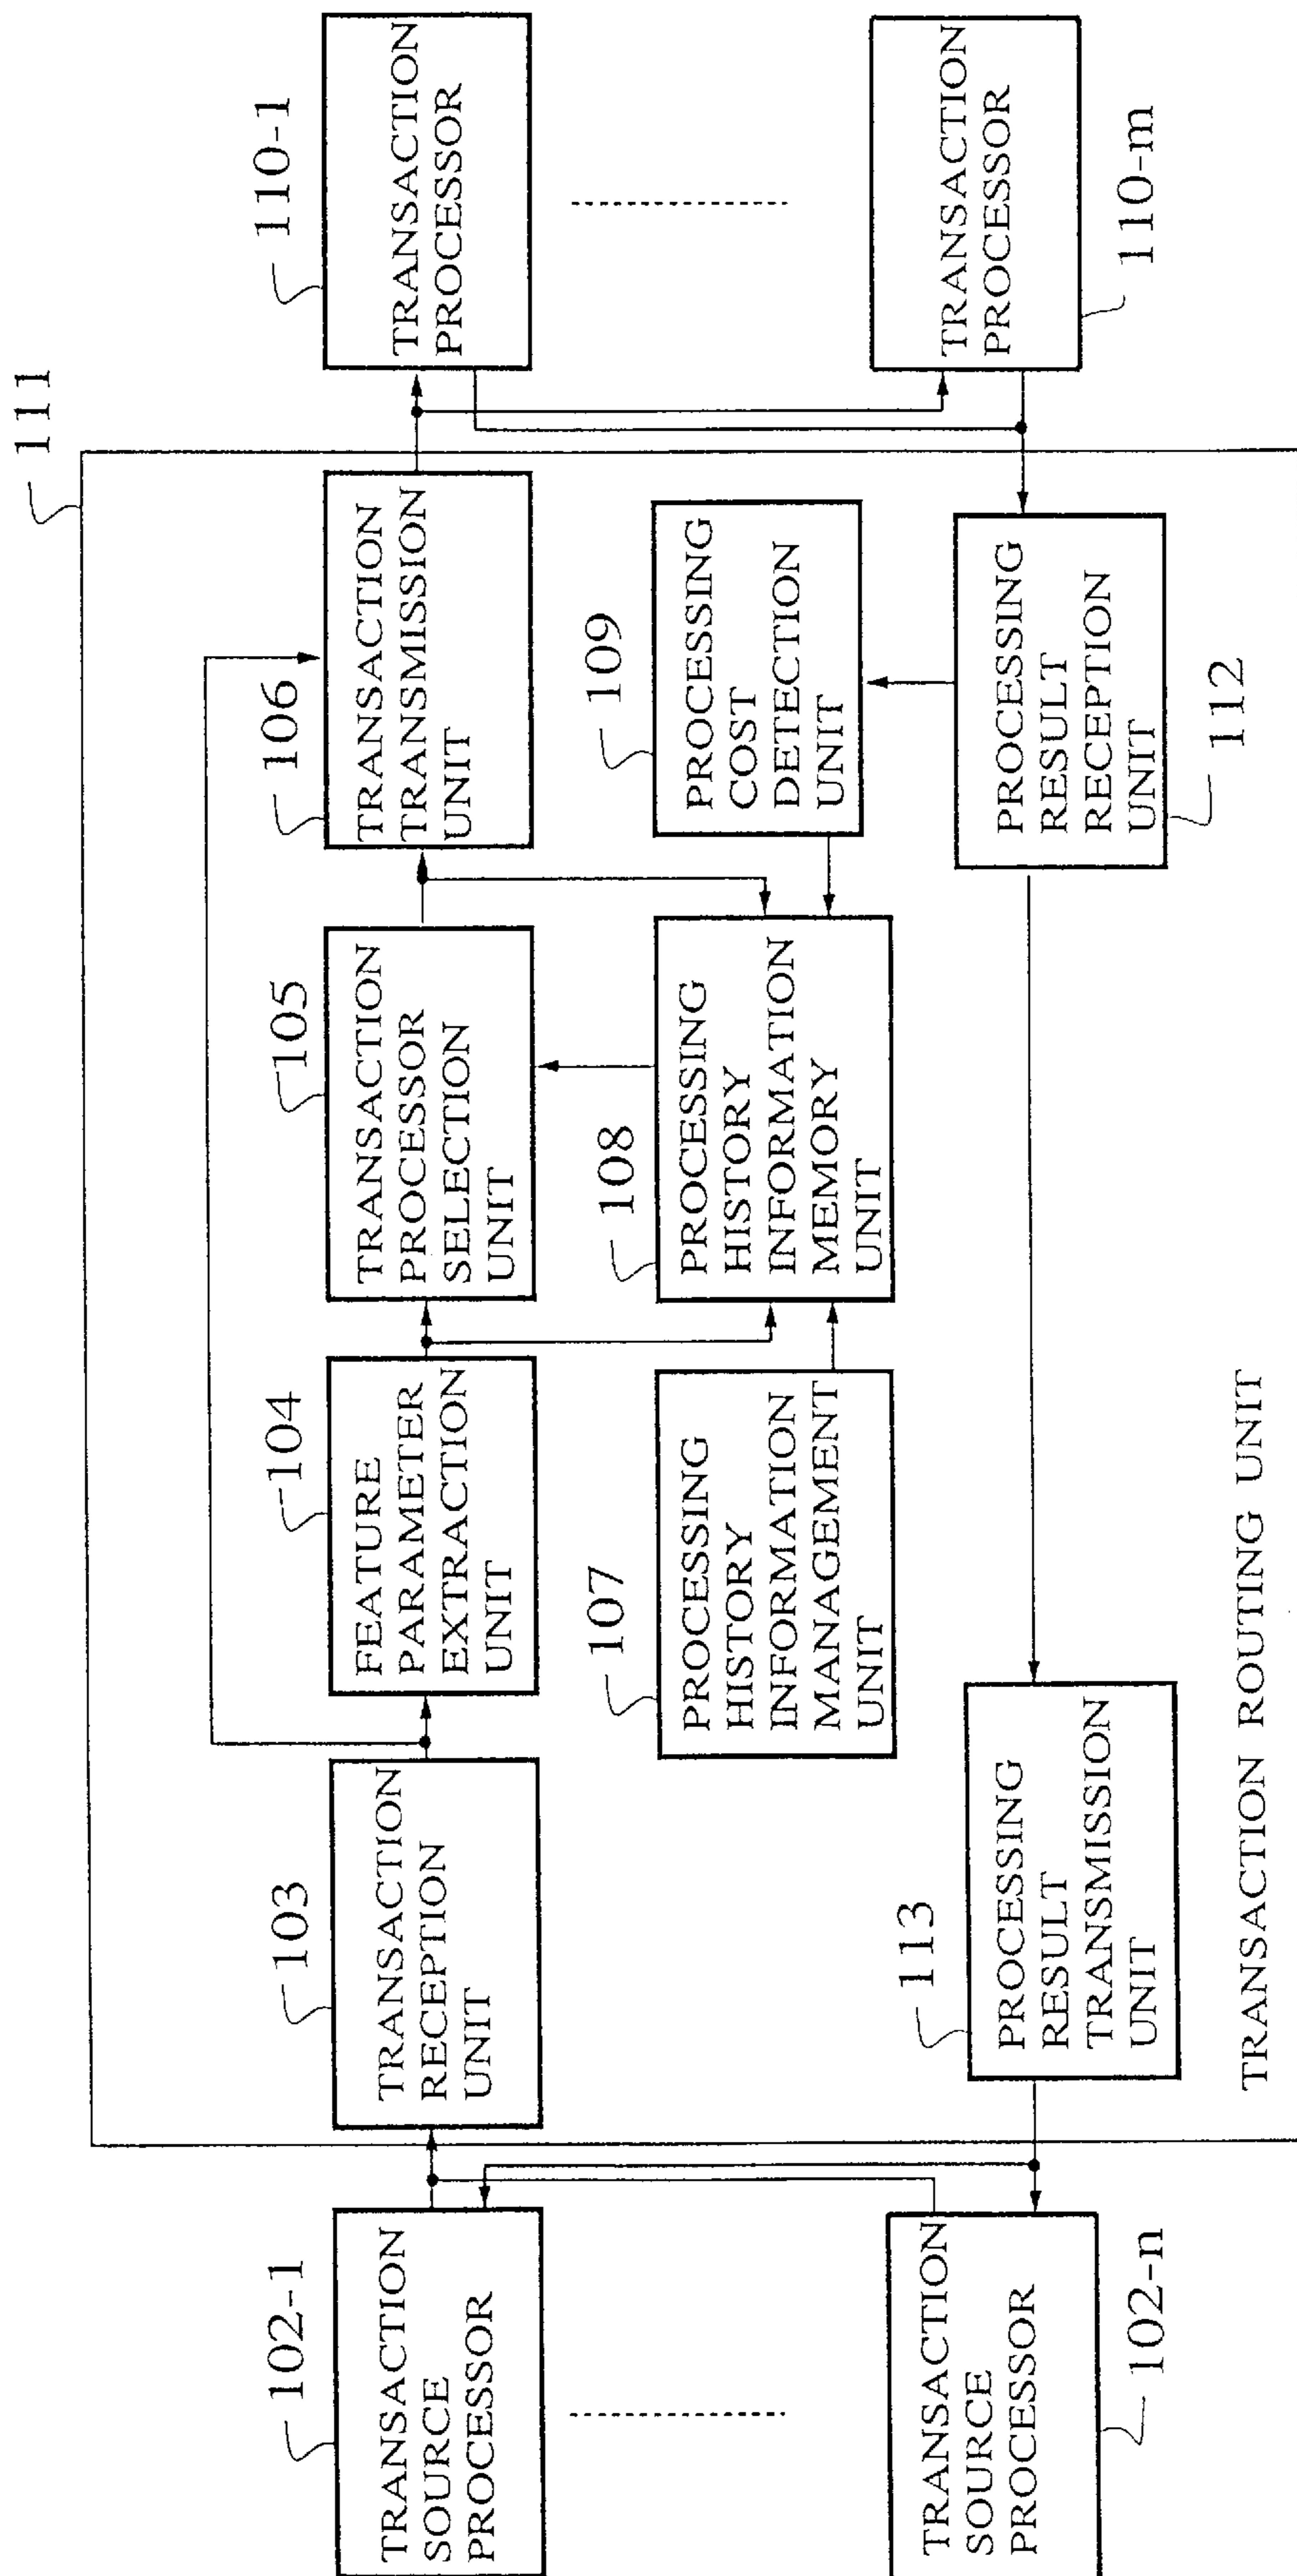 111
102-1
TRANSACTION
SOURCE
PROCESSOR
102-n
TRANSACTION
SOURCE
PROCESSOR
103
TRANSACTION
RECEPTION
UNIT
104
FEATURE
PARAMETER
EXTRACTION
UNIT
105
TRANSACTION
PROCESSOR
SELECTION
UNIT
106
TRANSACTION
TRANSMISSION
UNIT
107
PROCESSING
HISTORY
INFORMATION
MANAGEMENT
UNIT
108
PROCESSING
HISTORY
INFORMATION
MEMORY
UNIT
109
PROCESSING
COST
DETECTION
UNIT
113
PROCESSING
RESULT
TRANSMISSION
UNIT
PROCESSING
RESULT
RECEPTION
UNIT
112
110-1
TRANSACTION
PROCESSOR
TRANSACTION
PROCESSOR
110-m
TRANSACTION ROUTING UNIT